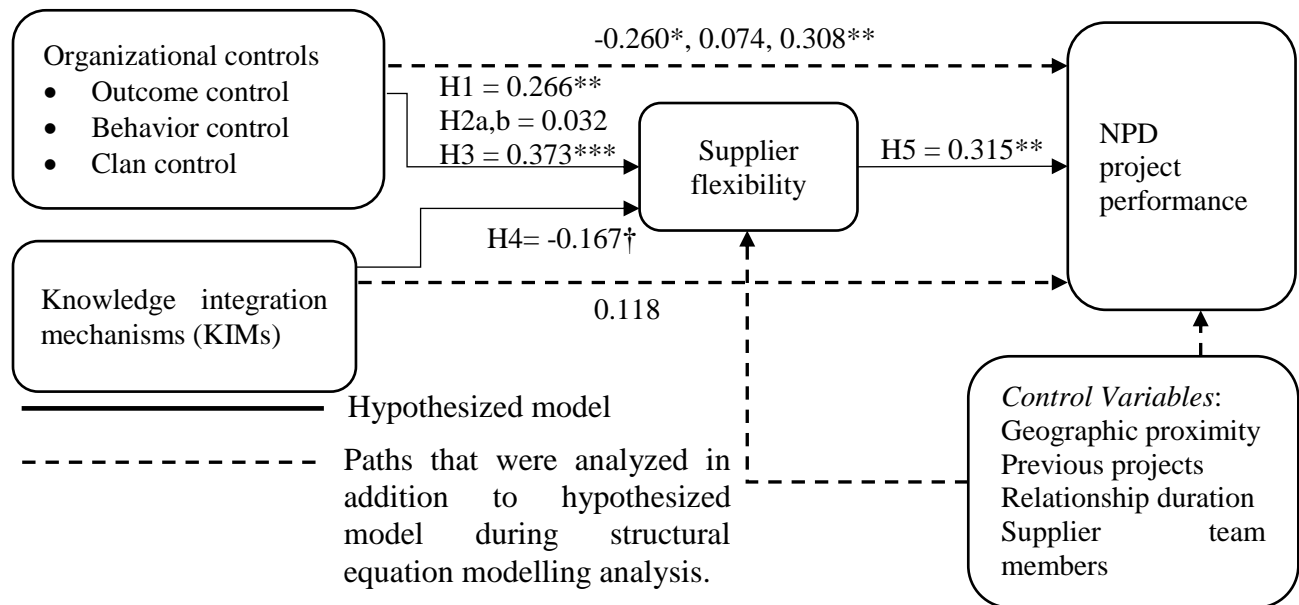 Organizational controls
• Outcome control
• Behavior control
• Clan control
-0.260*, 0.074, 0.308**
H1 = 0.266**
H2a,b = 0.032
H3 = 0.373***
Supplier
flexibility
H5 = 0.315**
NPD
project
performance
H4= -0.167†
Knowledge integration
mechanisms (KIMs)
0.118
Control Variables:
Geographic proximity
Previous projects
Relationship duration
Supplier team
members
Hypothesized model
Paths that were analyzed in
addition to hypothesized
model during structural
equation modelling analysis.